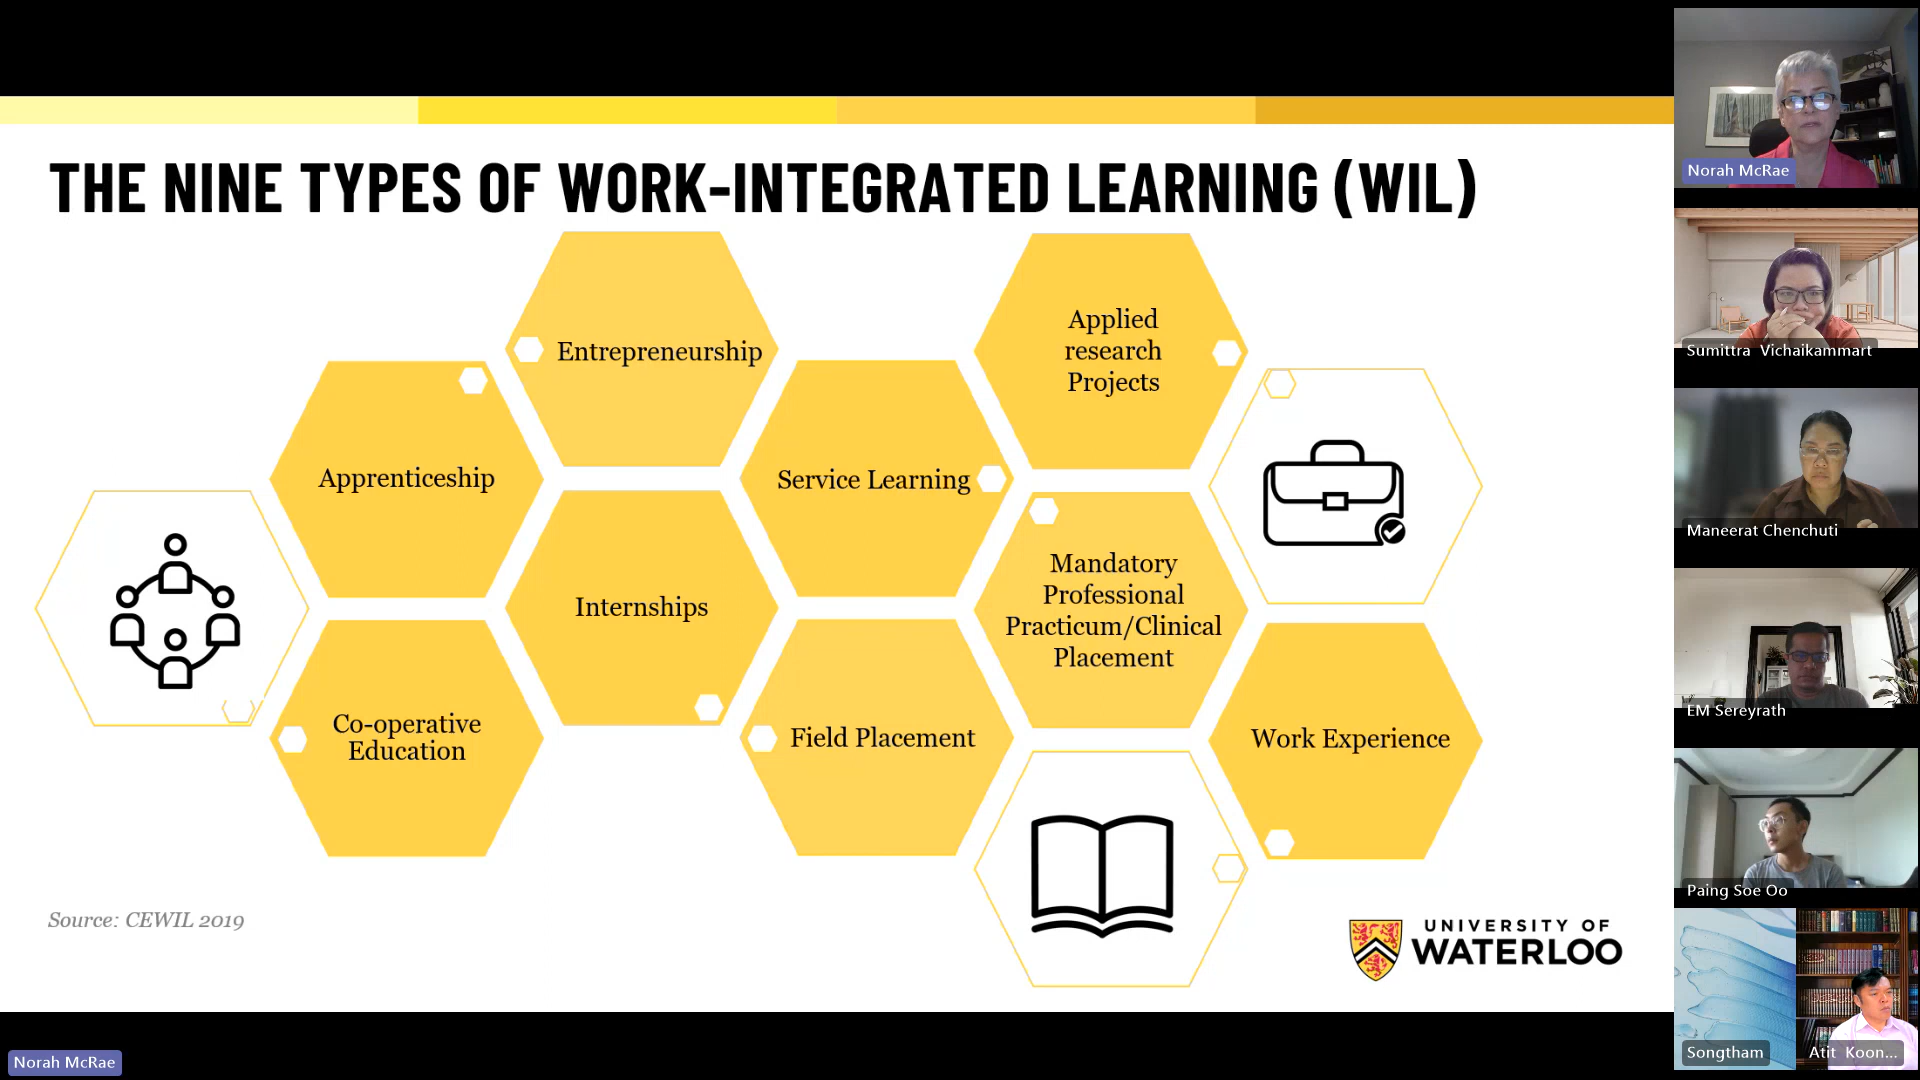 THE NINE TYPES OF WORK-INTEGRATED LEARNING (WIL)
Entrepreneurship
Applied
research
Projects
Apprenticeship
Service Learning
Internships
Mandatory
Professional
Practicum/Clinical
Placement
Co-operative
Education
Field Placement
Work Experience
Source: CEWIL 2019
UNIVERSITY OF
WATERLOO
Norah McRae
Norah McRae
Sumittra Vichaikammart
Maneerat Chenchuti
EM Sereyrath
Paing Soe Oo
Songtham
Atit Koon...